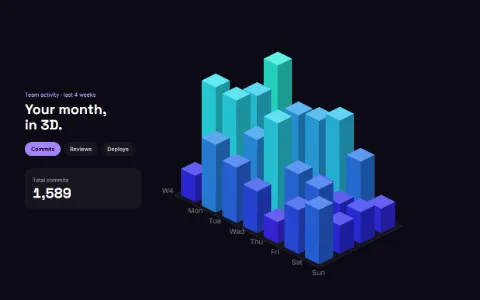 Team activity · last 4 weeks
Your month,
in 3D.
Commits
Reviews
Deploys
Total commits
1,589
W4
Mon
Tue
Wed
Thu
Fri
Sat
Sun